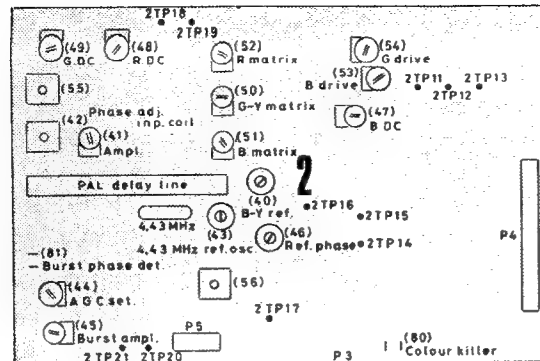 2TP18
2TP19
(49)
G.DC
(48)
R.DC
(52)
R matrix
(54)
G drive
(53)
B drive
2TP11
2TP12
2TP13
(55)
(50)
G-Y matrix
(47)
B DC
(42)
Phase adj.
inp. coil
(41)
Ampl.
(51)
B matrix
2
PAL delay line
(40)
B-Y ref.
2TP16
2TP15
4,43 MHz
(43)
4,43 MHz ref. osc.
(46)
Ref. phase
2TP14
P4
(81)
Burst phase det.
(44)
AGC set.
(56)
2TP17
(45)
Burst ampl.
P5
2TP21
2TP20
P3
(80)
Colour killer